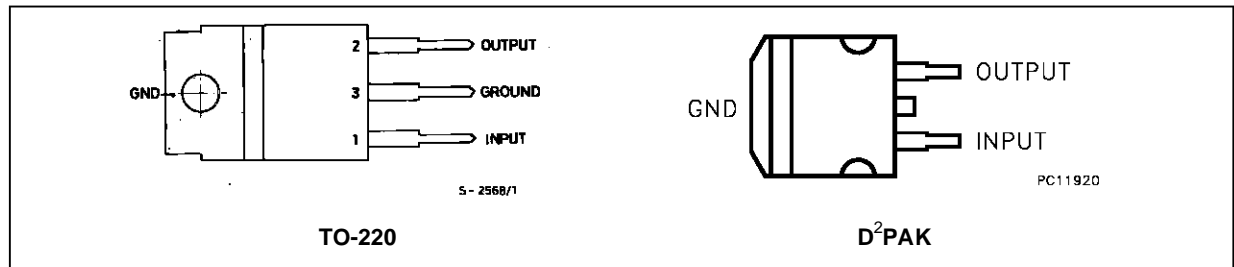 2 OUTPUT
GND 3 GROUND
1 INPUT
S-2568/1
TO-220
OUTPUT
GND
INPUT
PC11920
D²PAK